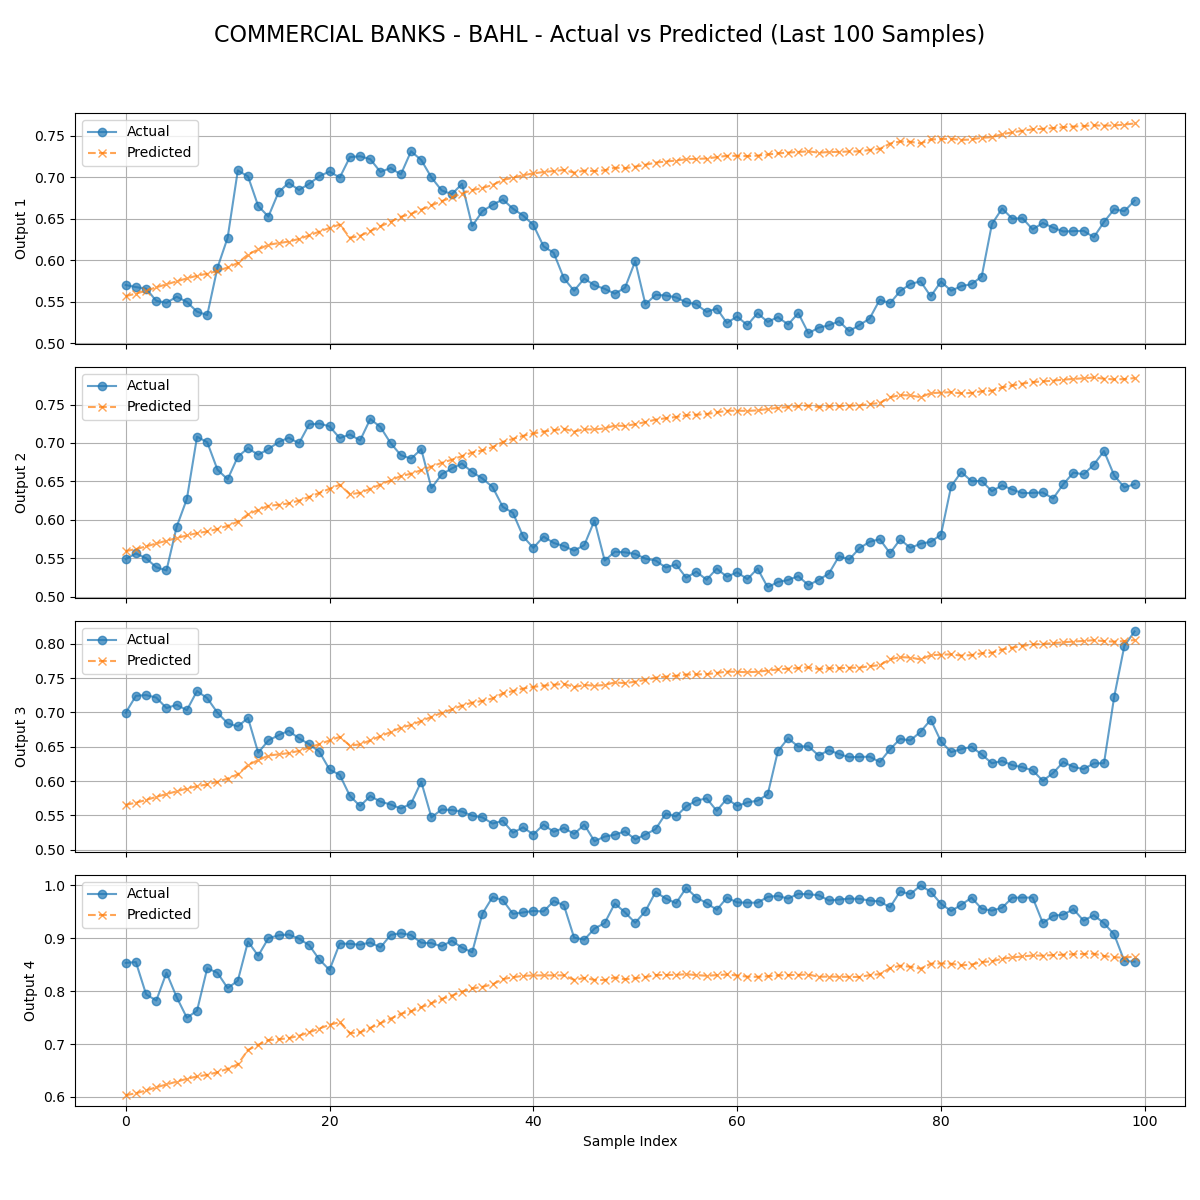 COMMERCIAL BANKS - BAHL - Actual vs Predicted (Last 100 Samples)
Actual
Predicted
Output 1
0.75
0.70
0.65
0.60
0.55
0.50
Actual
Predicted
Output 2
0.75
0.70
0.65
0.60
0.55
0.50
Actual
Predicted
Output 3
0.80
0.75
0.70
0.65
0.60
0.55
0.50
Actual
Predicted
Output 4
1.0
0.9
0.8
0.7
0.6
0 20 40 60 80 100
Sample Index